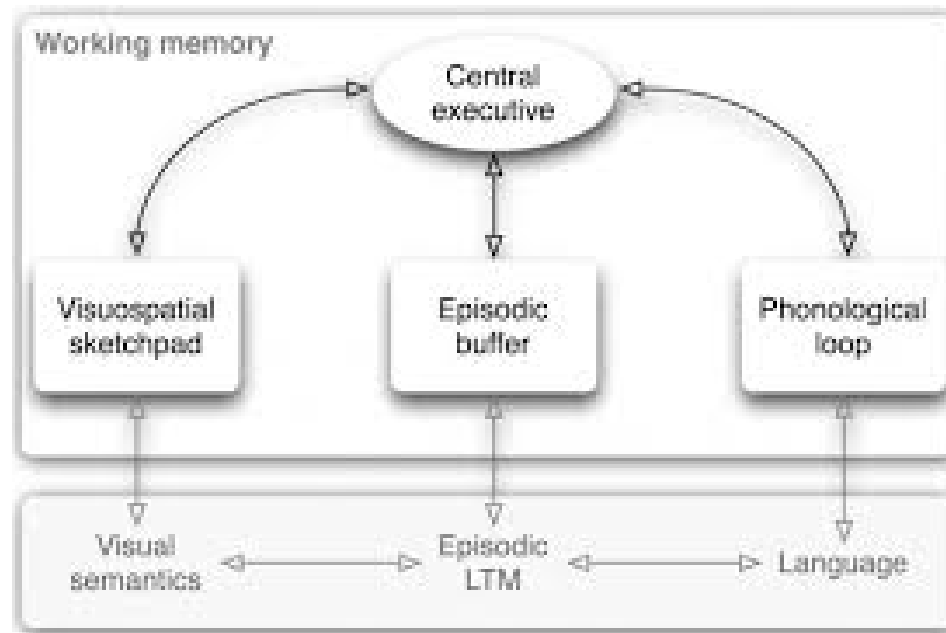 Working memory
Central
executive
Visuospatial
sketchpad
Episodic
buffer
Phonological
loop
Visual
semantics
Episodic
LTM
Language